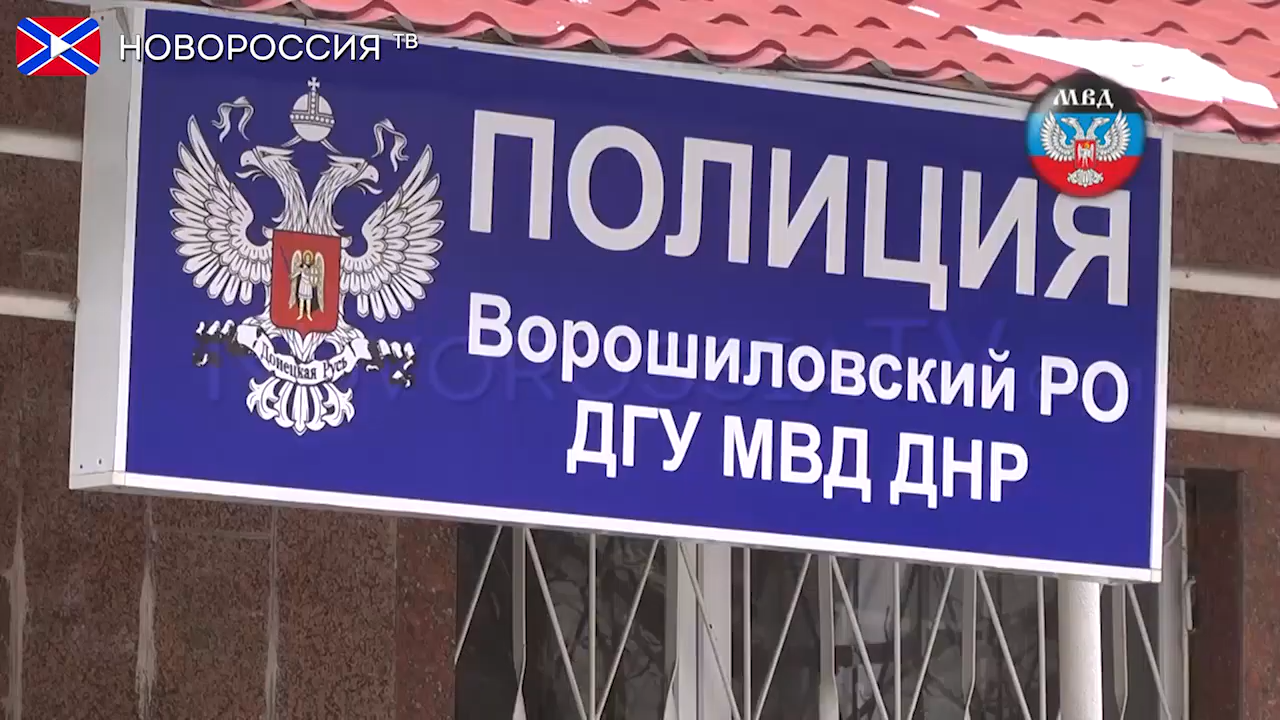 НОВОРОССИЯ ТВ
МВД
ПОЛИЦИЯ
Ворошиловский РО
ДГУ МВД ДНР
Донецкая Русь